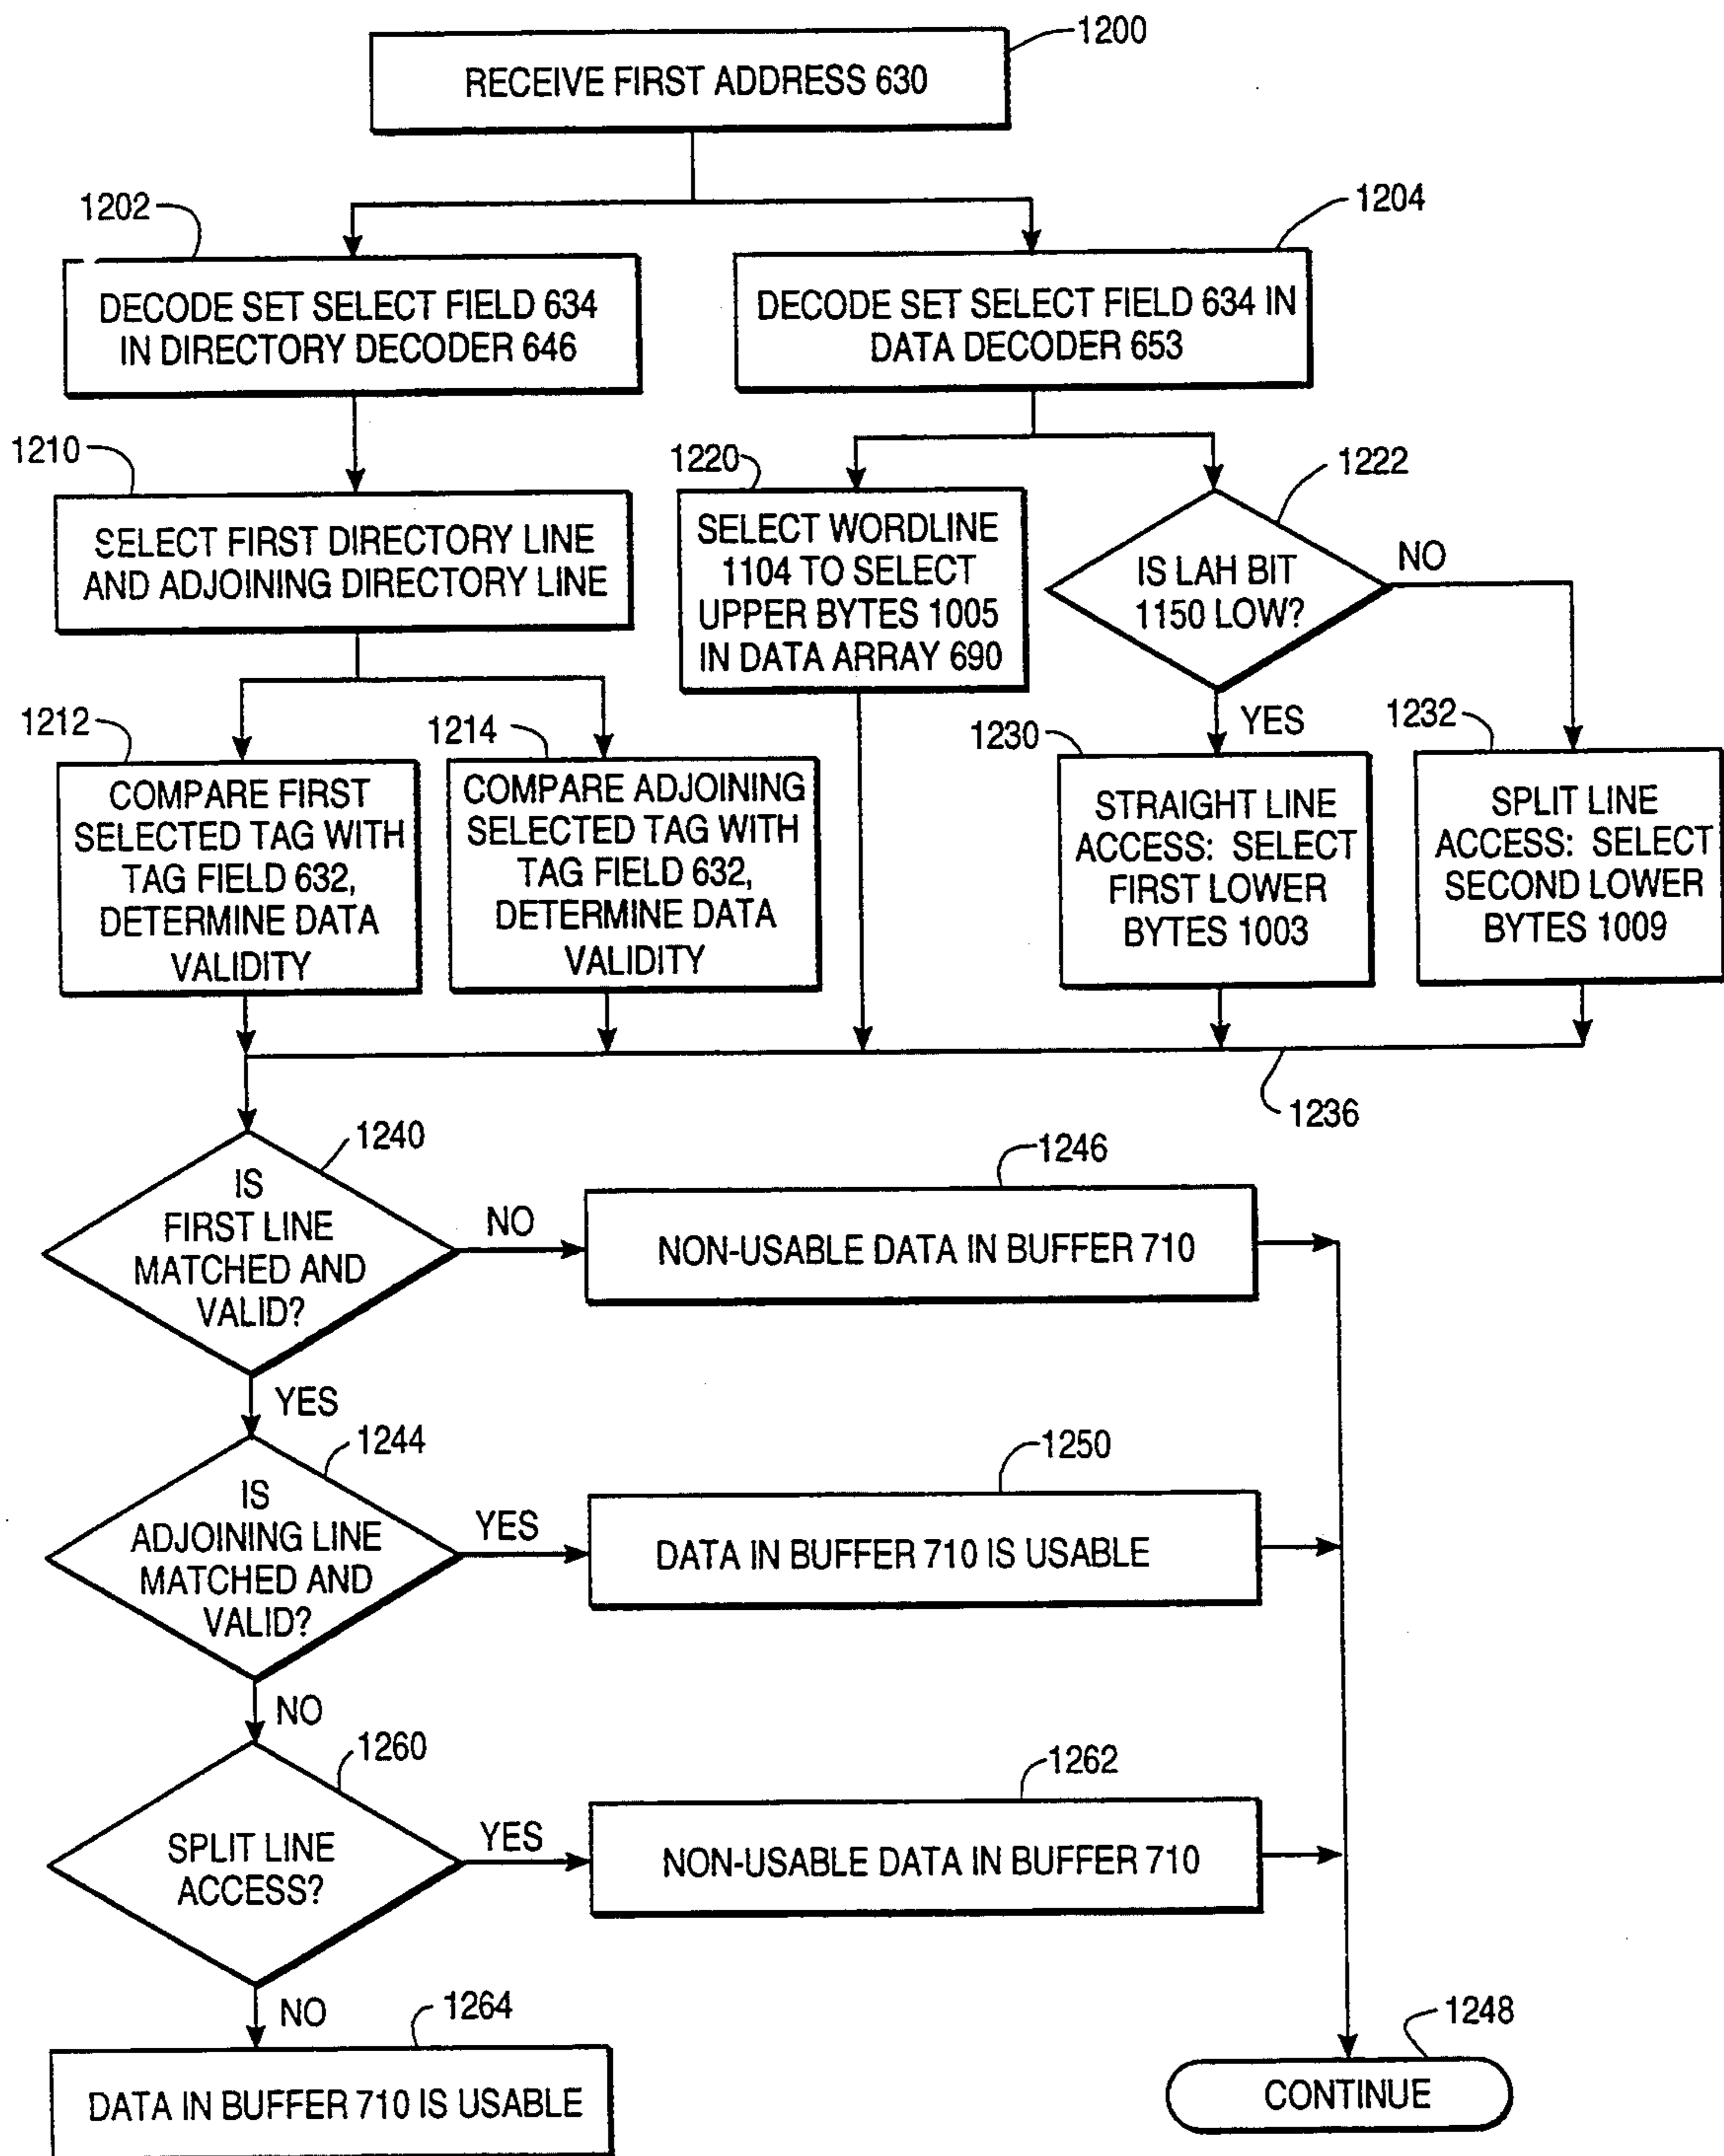 1200
RECEIVE FIRST ADDRESS 630
1202
DECODE SET SELECT FIELD 634
IN DIRECTORY DECODER 646
1204
DECODE SET SELECT FIELD 634 IN
DATA DECODER 653
1210
SELECT FIRST DIRECTORY LINE
AND ADJOINING DIRECTORY LINE
1220
SELECT WORDLINE
1104 TO SELECT
UPPER BYTES 1005
IN DATA ARRAY 690
1222
IS LAH BIT
1150 LOW?
NO
YES
1212
COMPARE FIRST
SELECTED TAG WITH
TAG FIELD 632,
DETERMINE DATA
VALIDITY
1214
COMPARE ADJOINING
SELECTED TAG WITH
TAG FIELD 632,
DETERMINE DATA
VALIDITY
1230
STRAIGHT LINE
ACCESS: SELECT
FIRST LOWER
BYTES 1003
1232
SPLIT LINE
ACCESS: SELECT
SECOND LOWER
BYTES 1009
1236
1240
IS
FIRST LINE
MATCHED AND
VALID?
NO
1246
NON-USABLE DATA IN BUFFER 710
YES
1244
IS
ADJOINING LINE
MATCHED AND
VALID?
YES
1250
DATA IN BUFFER 710 IS USABLE
NO
1260
SPLIT LINE
ACCESS?
YES
1262
NON-USABLE DATA IN BUFFER 710
NO
1264
DATA IN BUFFER 710 IS USABLE
1248
CONTINUE